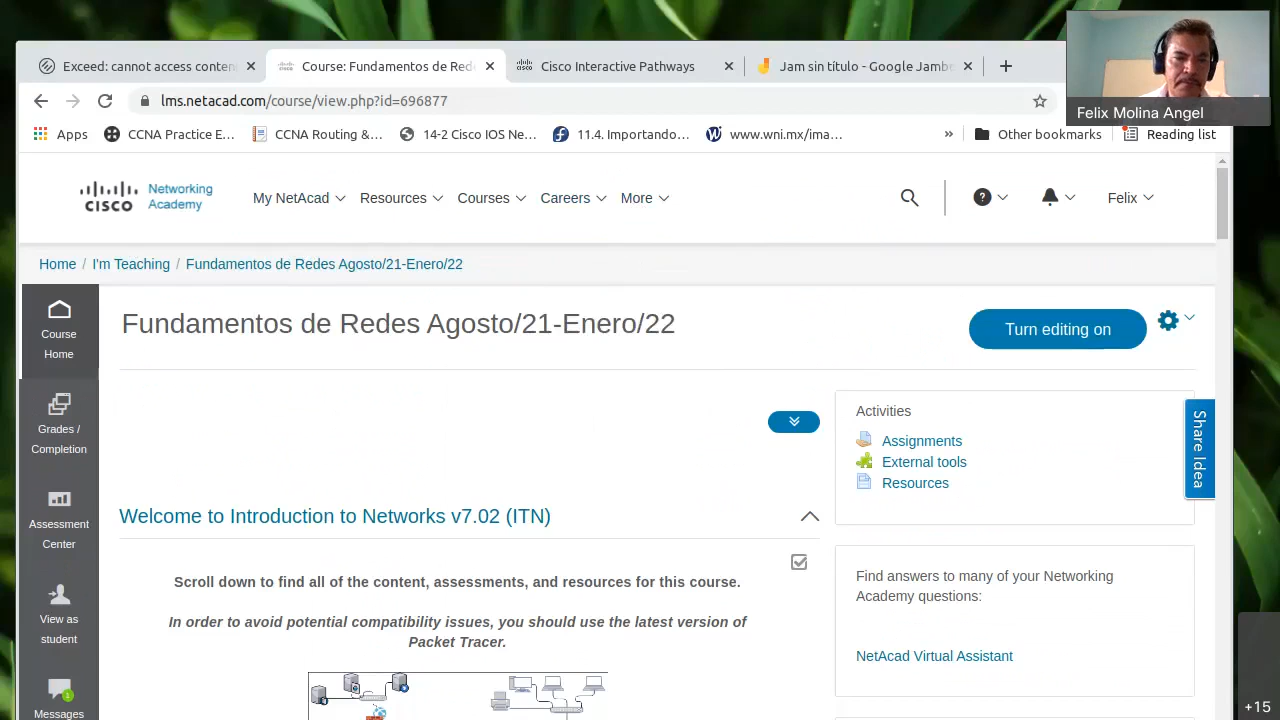 Exceed: cannot access conten
Course: Fundamentos de Rede
Cisco Interactive Pathways
Jam sin título - Google Jambo
Felix Molina Angel
lms.netacad.com/course/view.php?id=696877
Apps
CCNA Practice E...
CCNA Routing &...
14-2 Cisco IOS Ne...
11.4. Importando...
www.wni.mx/ima...
»
Other bookmarks
Reading list
cisco
Networking
Academy
My NetAcad
Resources
Courses
Careers
More
Felix
Home / I'm Teaching / Fundamentos de Redes Agosto/21-Enero/22
Course
Home
Fundamentos de Redes Agosto/21-Enero/22
Turn editing on
Grades /
Completion
Activities
Assignments
External tools
Resources
Share Idea
Assessment
Center
Welcome to Introduction to Networks v7.02 (ITN)
Scroll down to find all of the content, assessments, and resources for this course.
In order to avoid potential compatibility issues, you should use the latest version of
Packet Tracer.
Find answers to many of your Networking
Academy questions:
NetAcad Virtual Assistant
View as
student
1
Messages
+15